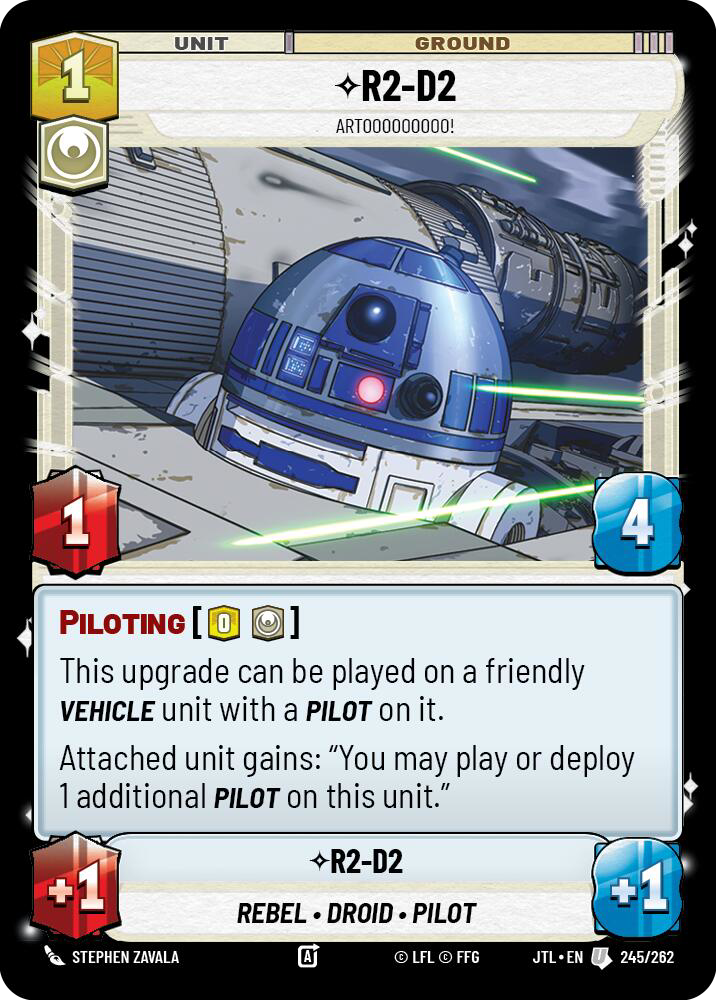 UNIT GROUND
1
✧R2-D2
ARTOOOOOOOOO!
1 4
PILOTING [0]
This upgrade can be played on a friendly
VEHICLE unit with a PILOT on it.
Attached unit gains: “You may play or deploy
1 additional PILOT on this unit.”
✧R2-D2
+1 +1
REBEL • DROID • PILOT
STEPHEN ZAVALA A © LFL © FFG JTL • EN U 245/262